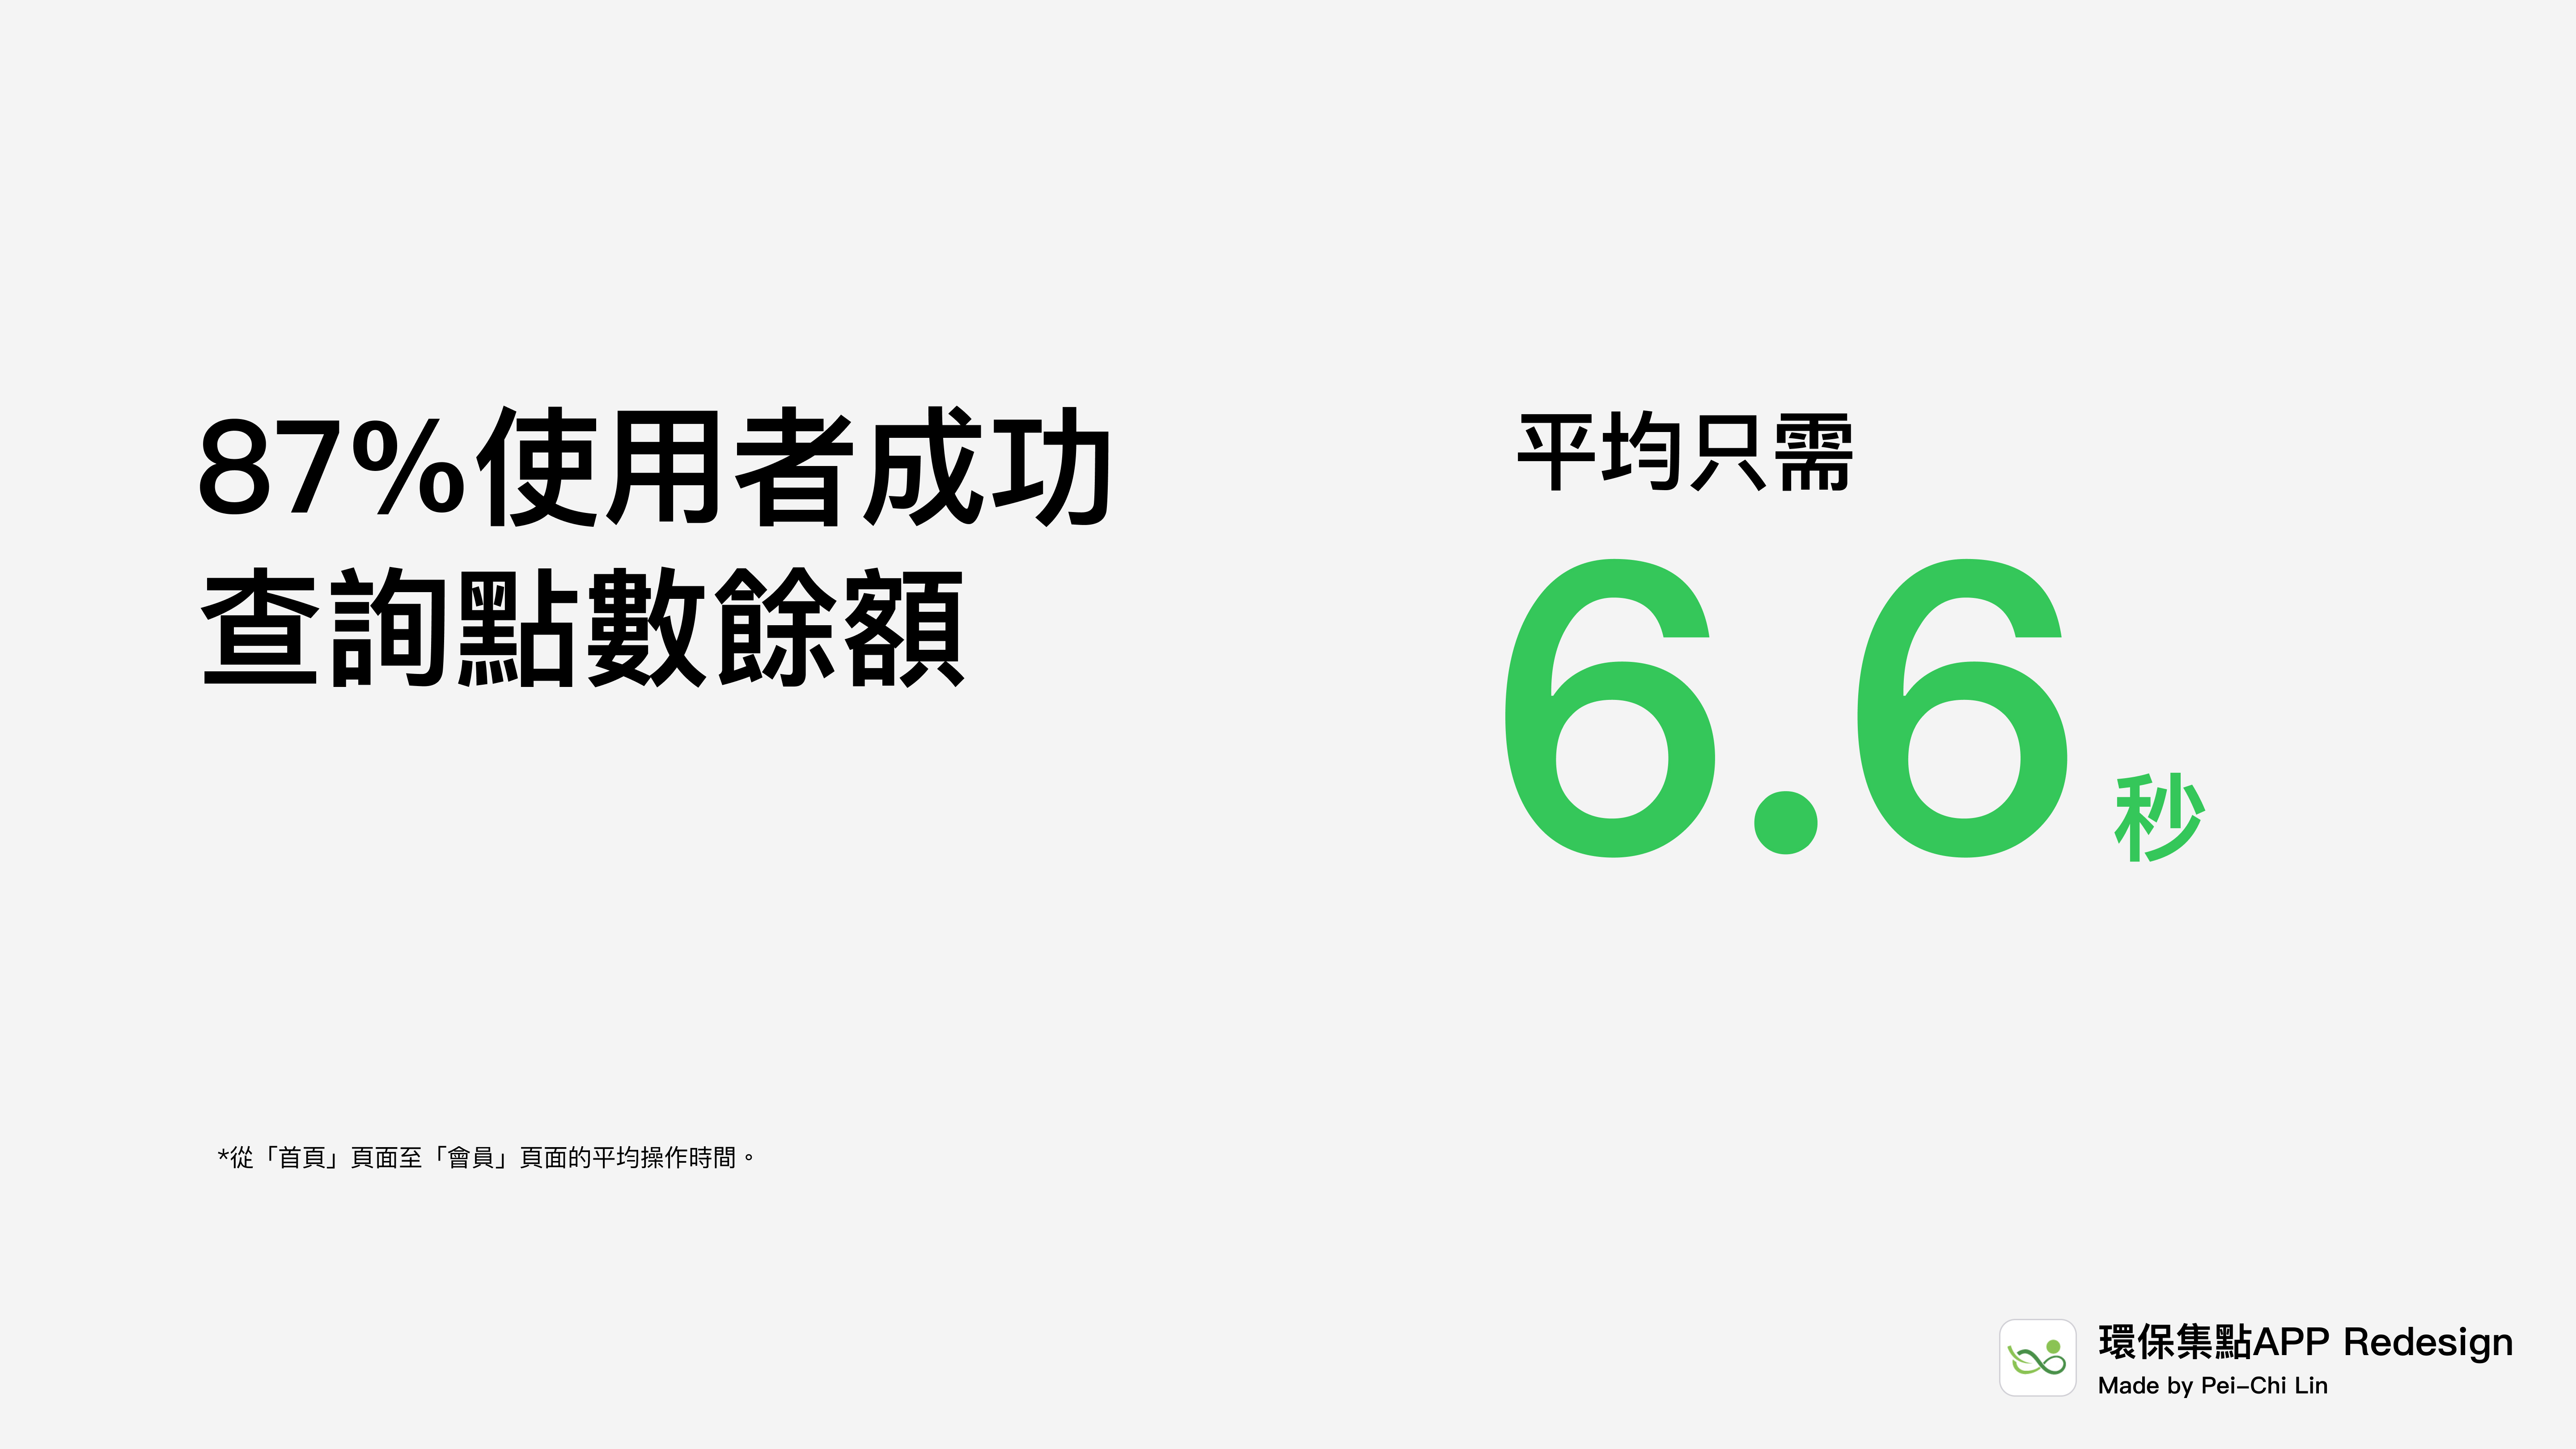 87%使用者成功
查詢點數餘額
平均只需
6.6 秒
*從「首頁」頁面至「會員」頁面的平均操作時間。
環保集點APP Redesign
Made by Pei-Chi Lin